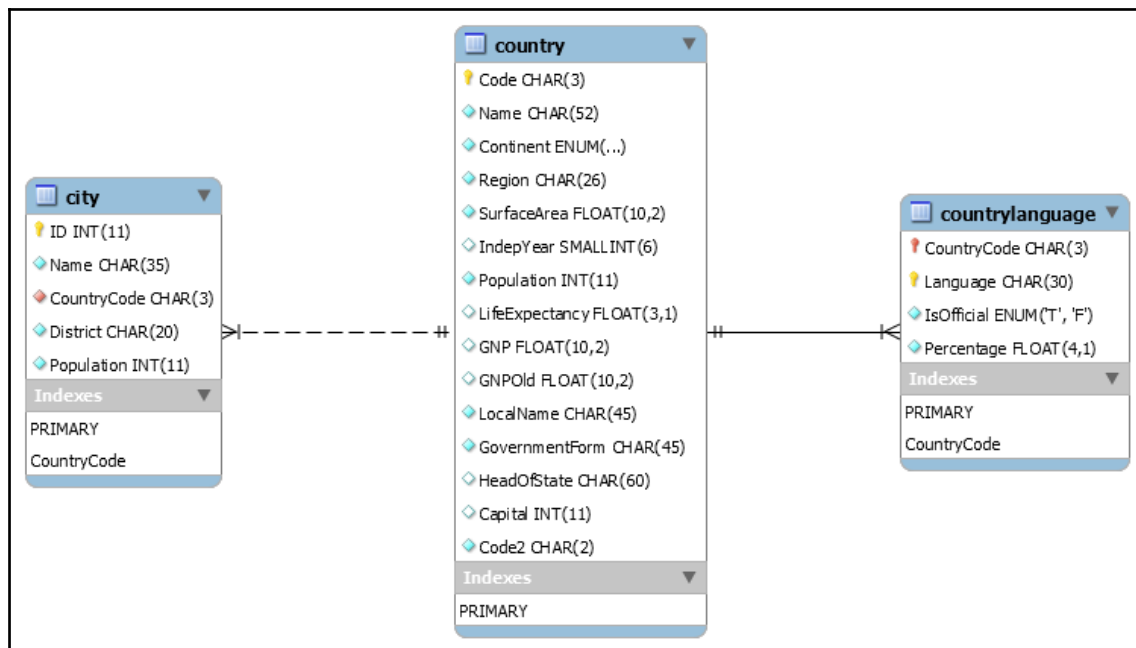 city
ID INT(11)
Name CHAR(35)
CountryCode CHAR(3)
District CHAR(20)
Population INT(11)
Indexes
PRIMARY
CountryCode
country
Code CHAR(3)
Name CHAR(52)
Continent ENUM(...)
Region CHAR(26)
SurfaceArea FLOAT(10,2)
IndepYear SMALLINT(6)
Population INT(11)
LifeExpectancy FLOAT(3,1)
GNP FLOAT(10,2)
GNPOld FLOAT(10,2)
LocalName CHAR(45)
GovernmentForm CHAR(45)
HeadOfState CHAR(60)
Capital INT(11)
Code2 CHAR(2)
Indexes
PRIMARY
countrylanguage
CountryCode CHAR(3)
Language CHAR(30)
IsOfficial ENUM('T', 'F')
Percentage FLOAT(4,1)
Indexes
PRIMARY
CountryCode